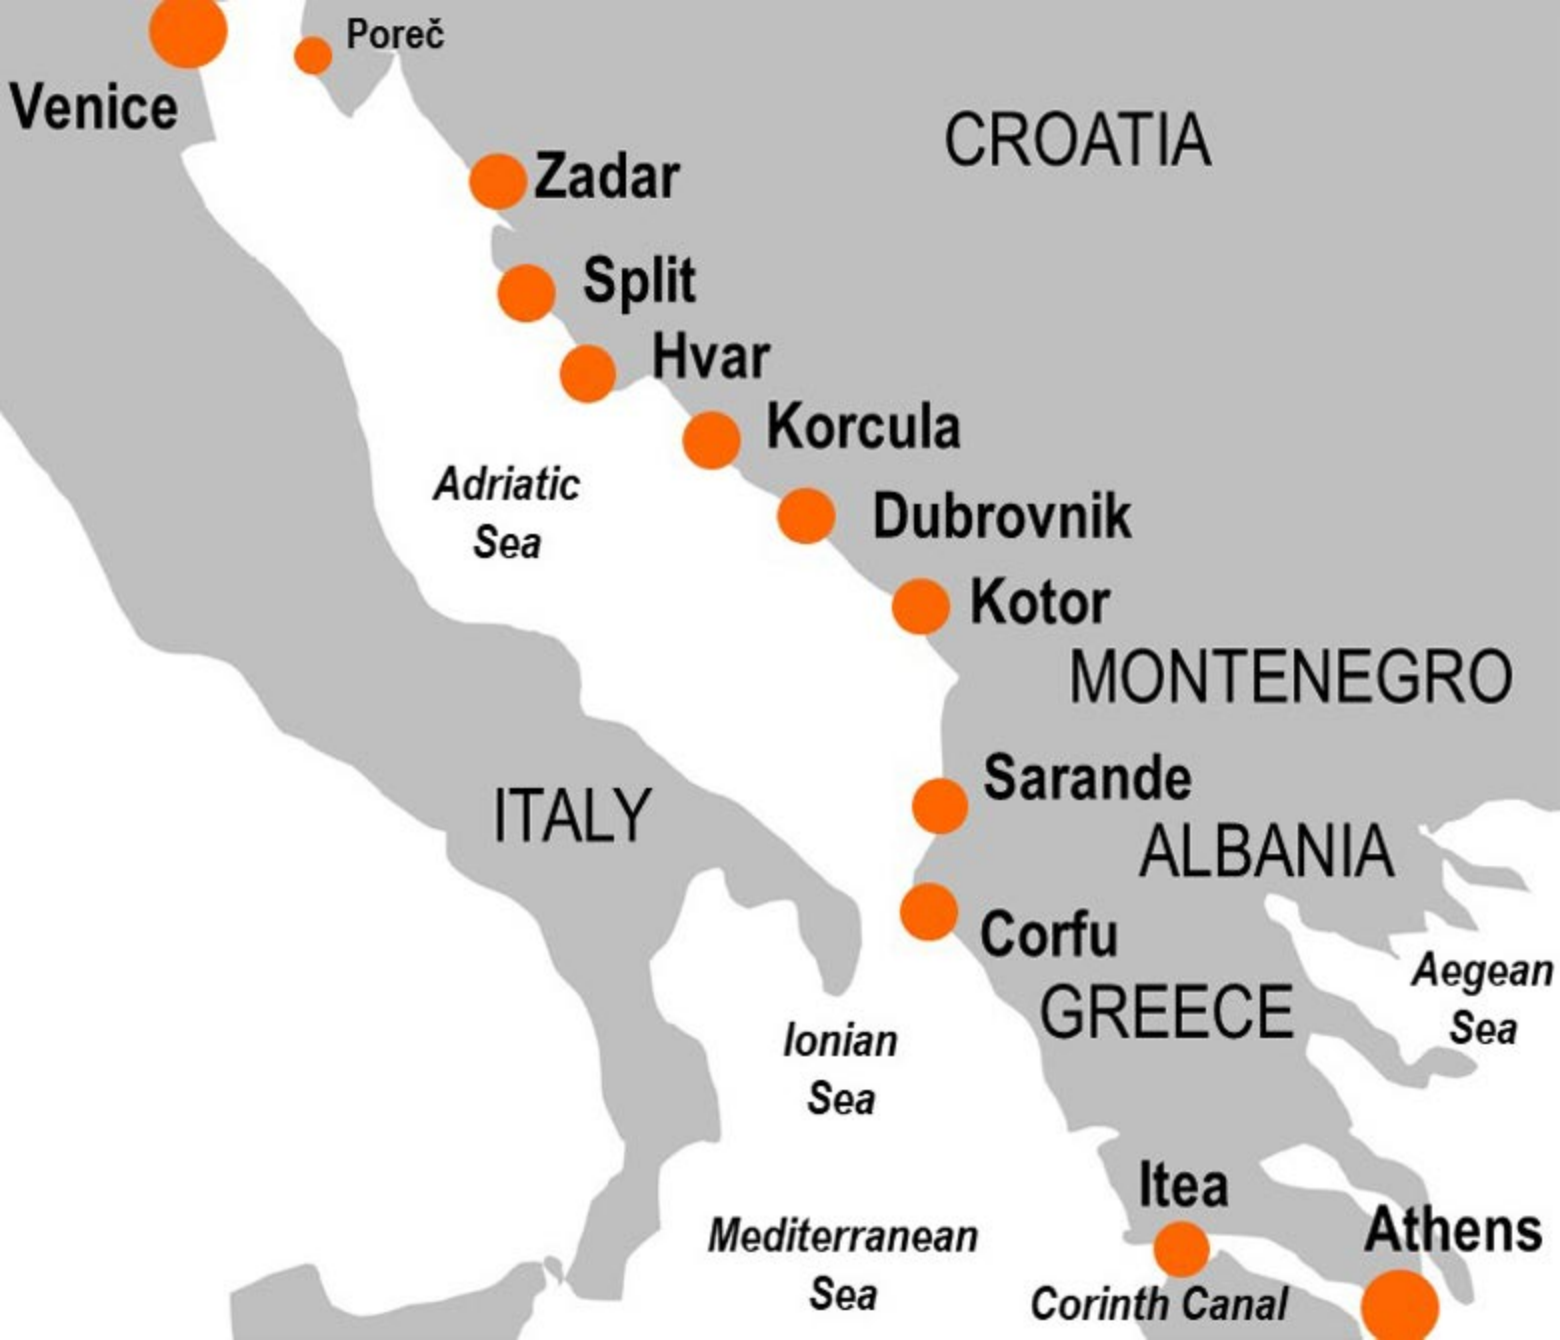 Poreč
Venice
CROATIA
Zadar
Split
Hvar
Korcula
Adriatic
Sea
Dubrovnik
Kotor
MONTENEGRO
Sarande
ITALY
ALBANIA
Corfu
Aegean
Sea
GREECE
Ionian
Sea
Itea
Athens
Mediterranean
Sea
Corinth Canal